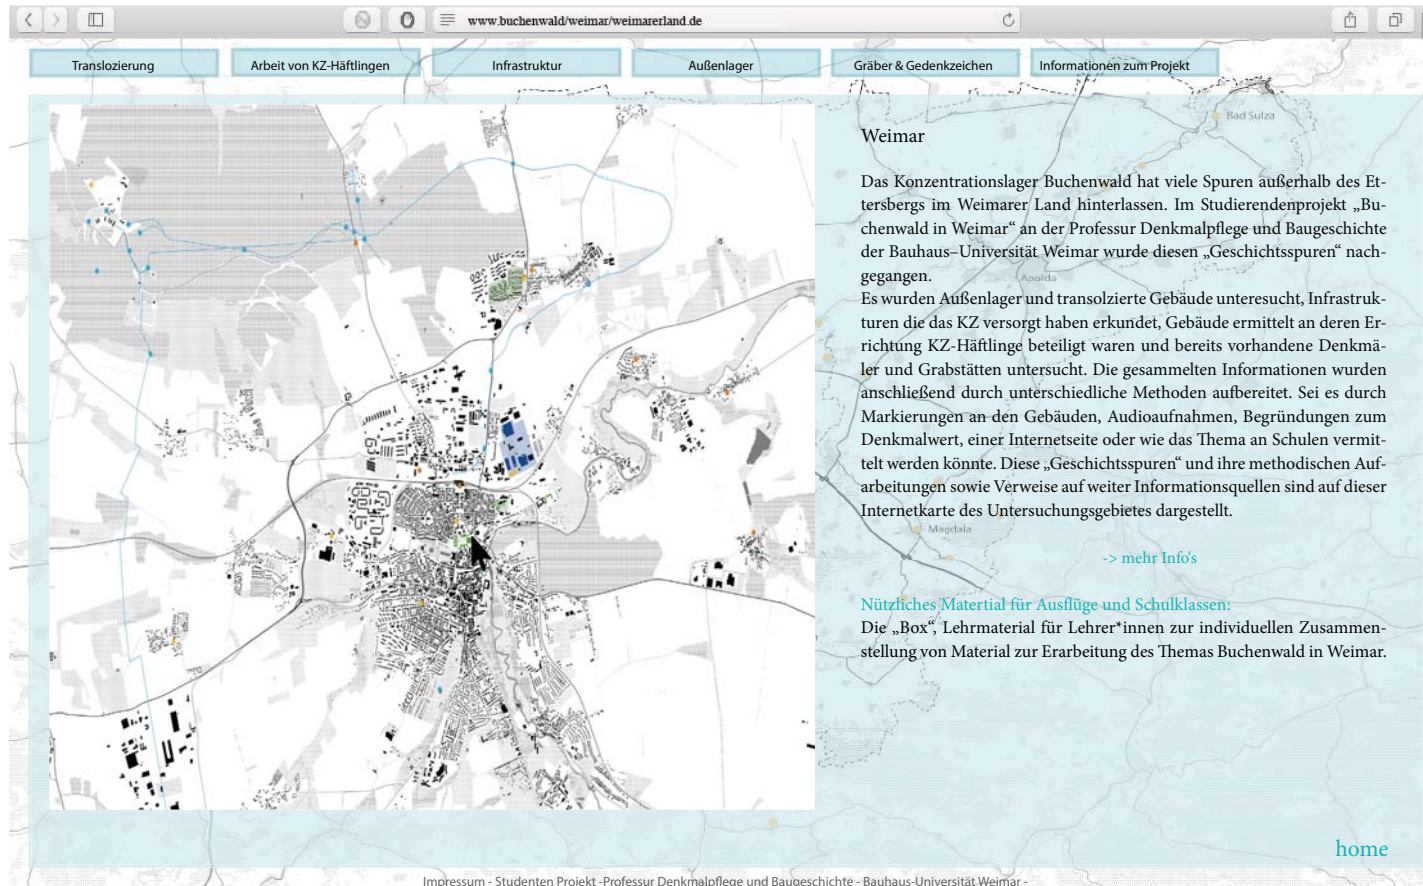 www.buchenwald/weimar/weimarerland.de
Translozierung
Arbeit von KZ-Häftlingen
Infrastruktur
Außenlager
Gräber & Gedenkzeichen
Informationen zum Projekt
Bad Sulza
Weimar
Das Konzentrationslager Buchenwald hat viele Spuren außerhalb des Et-
tersbergs im Weimarer Land hinterlassen. Im Studierendenprojekt „Bu-
chenwald in Weimar“ an der Professur Denkmalpflege und Baugeschichte
der Bauhaus–Universität Weimar wurde diesen „Geschichtsspuren“ nach-
gegangen.
Apolda
Es wurden Außenlager und transolzierte Gebäude unteresucht, Infrastruk-
turen die das KZ versorgt haben erkundet, Gebäude ermittelt an deren Er-
richtung KZ-Häftlinge beteiligt waren und bereits vorhandene Denkmä-
ler und Grabstätten untersucht. Die gesammelten Informationen wurden
anschließend durch unterschiedliche Methoden aufbereitet. Sei es durch
Markierungen an den Gebäuden, Audioaufnahnen, Begründungen zum
Denkmalwert, einer Internetseite oder wie das Thema an Schulen vermit-
telt werden könnte. Diese „Geschichtsspuren“ und ihre methodischen Auf-
arbeitungen sowie Verweise auf weiter Informationsquellen sind auf dieser
Internetkarte des Untersuchungsgebietes dargestellt.
Magdala
-> mehr Info's
Nützliches Matertial für Ausflüge und Schulklassen:
Die „Box“, Lehrmaterial für Lehrer*innen zur individuellen Zusammen-
stellung von Material zur Erarbeitung des Themas Buchenwald in Weimar.
home
Impressum - Studenten Projekt -Professur Denkmalpflege und Baugeschichte - Bauhaus-Universität Weimar -